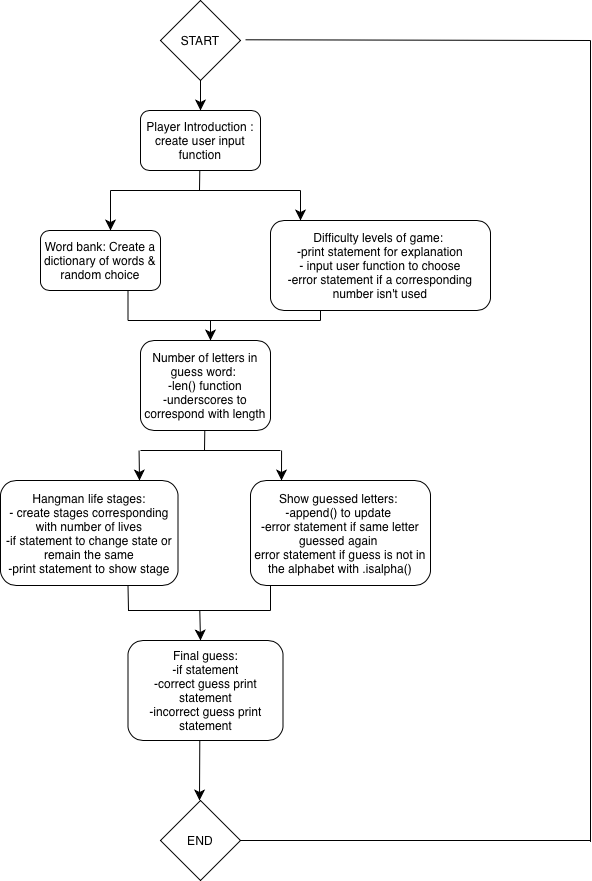 START
Player Introduction :
create user input
function
Word bank: Create a
dictionary of words &
random choice
Difficulty levels of game:
-print statement for explanation
- input user function to choose
-error statement if a corresponding
number isn't used
Number of letters in
guess word:
-len() function
-underscores to
correspond with length
Hangman life stages:
- create stages corresponding
with number of lives
-if statement to change state or
remain the same
-print statement to show stage
Show guessed letters:
-append() to update
-error statement if same letter
guessed again
error statement if guess is not in
the alphabet with .isalpha()
Final guess:
-if statement
-correct guess print
statement
-incorrect guess print
statement
END